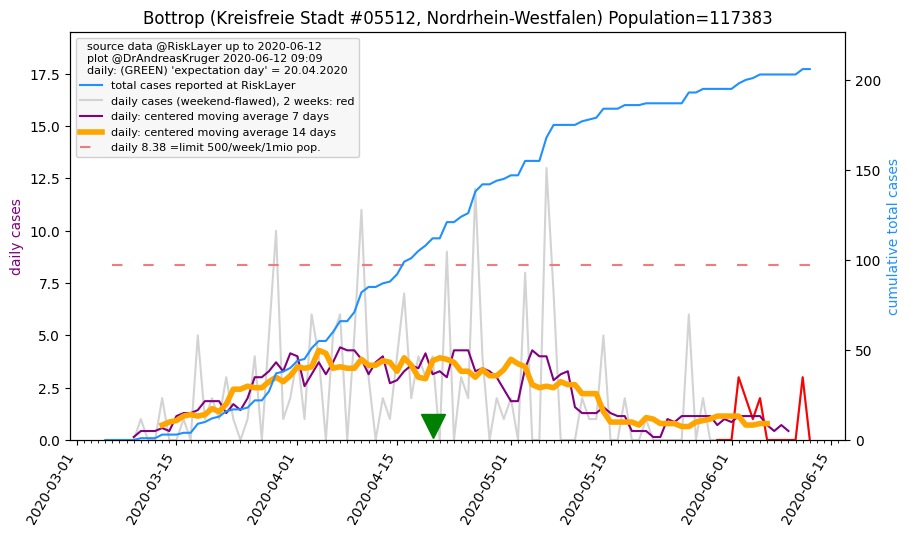 Bottrop (Kreisfreie Stadt #05512, Nordrhein-Westfalen) Population=117383
source data @RiskLayer up to 2020-06-12
plot @DrAndreasKruger 2020-06-12 09:09
daily: (GREEN) 'expectation day' = 20.04.2020
total cases reported at RiskLayer
daily cases (weekend-flawed), 2 weeks: red
daily: centered moving average 7 days
daily: centered moving average 14 days
daily 8.38 =limit 500/week/1mio pop.
daily cases
17.5
15.0
12.5
10.0
7.5
5.0
2.5
0.0
cumulative total cases
200
150
100
50
0
2020-03-01
2020-03-15
2020-04-01
2020-04-15
2020-05-01
2020-05-15
2020-06-01
2020-06-15